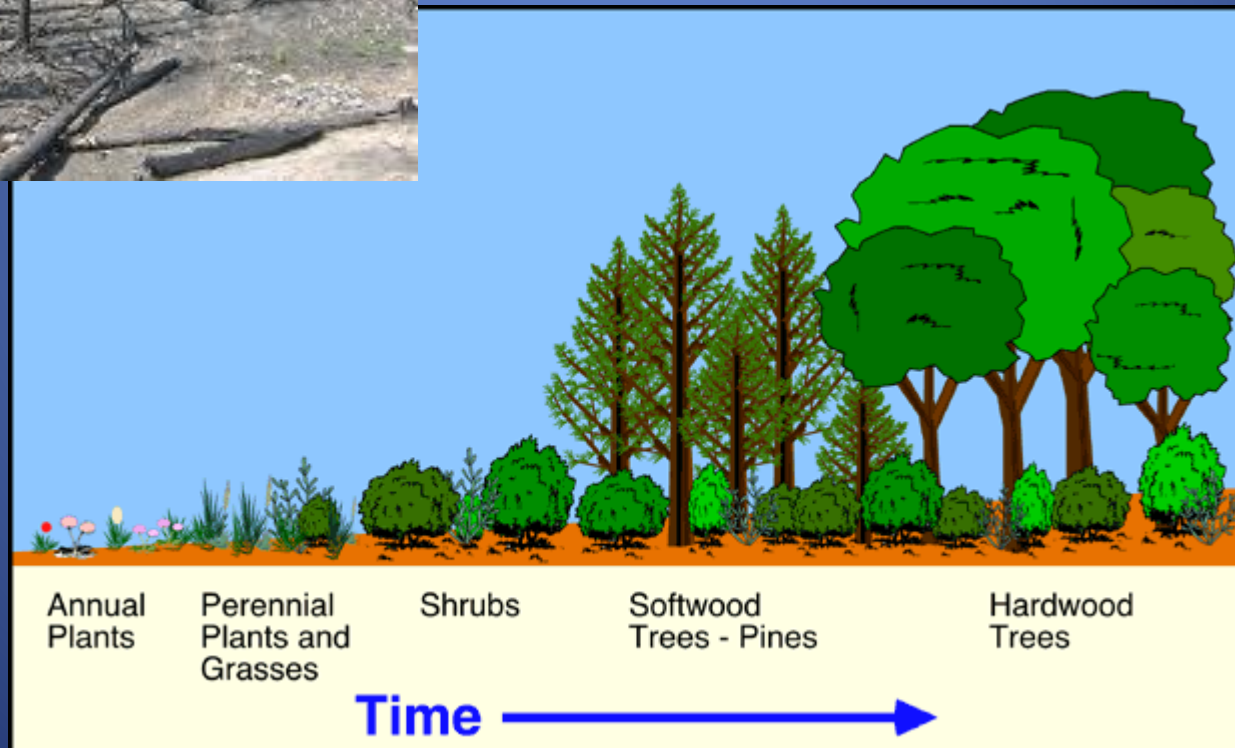 Annual
Plants
Perennial
Plants and
Grasses
Shrubs
Softwood
Trees - Pines
Hardwood
Trees
Time